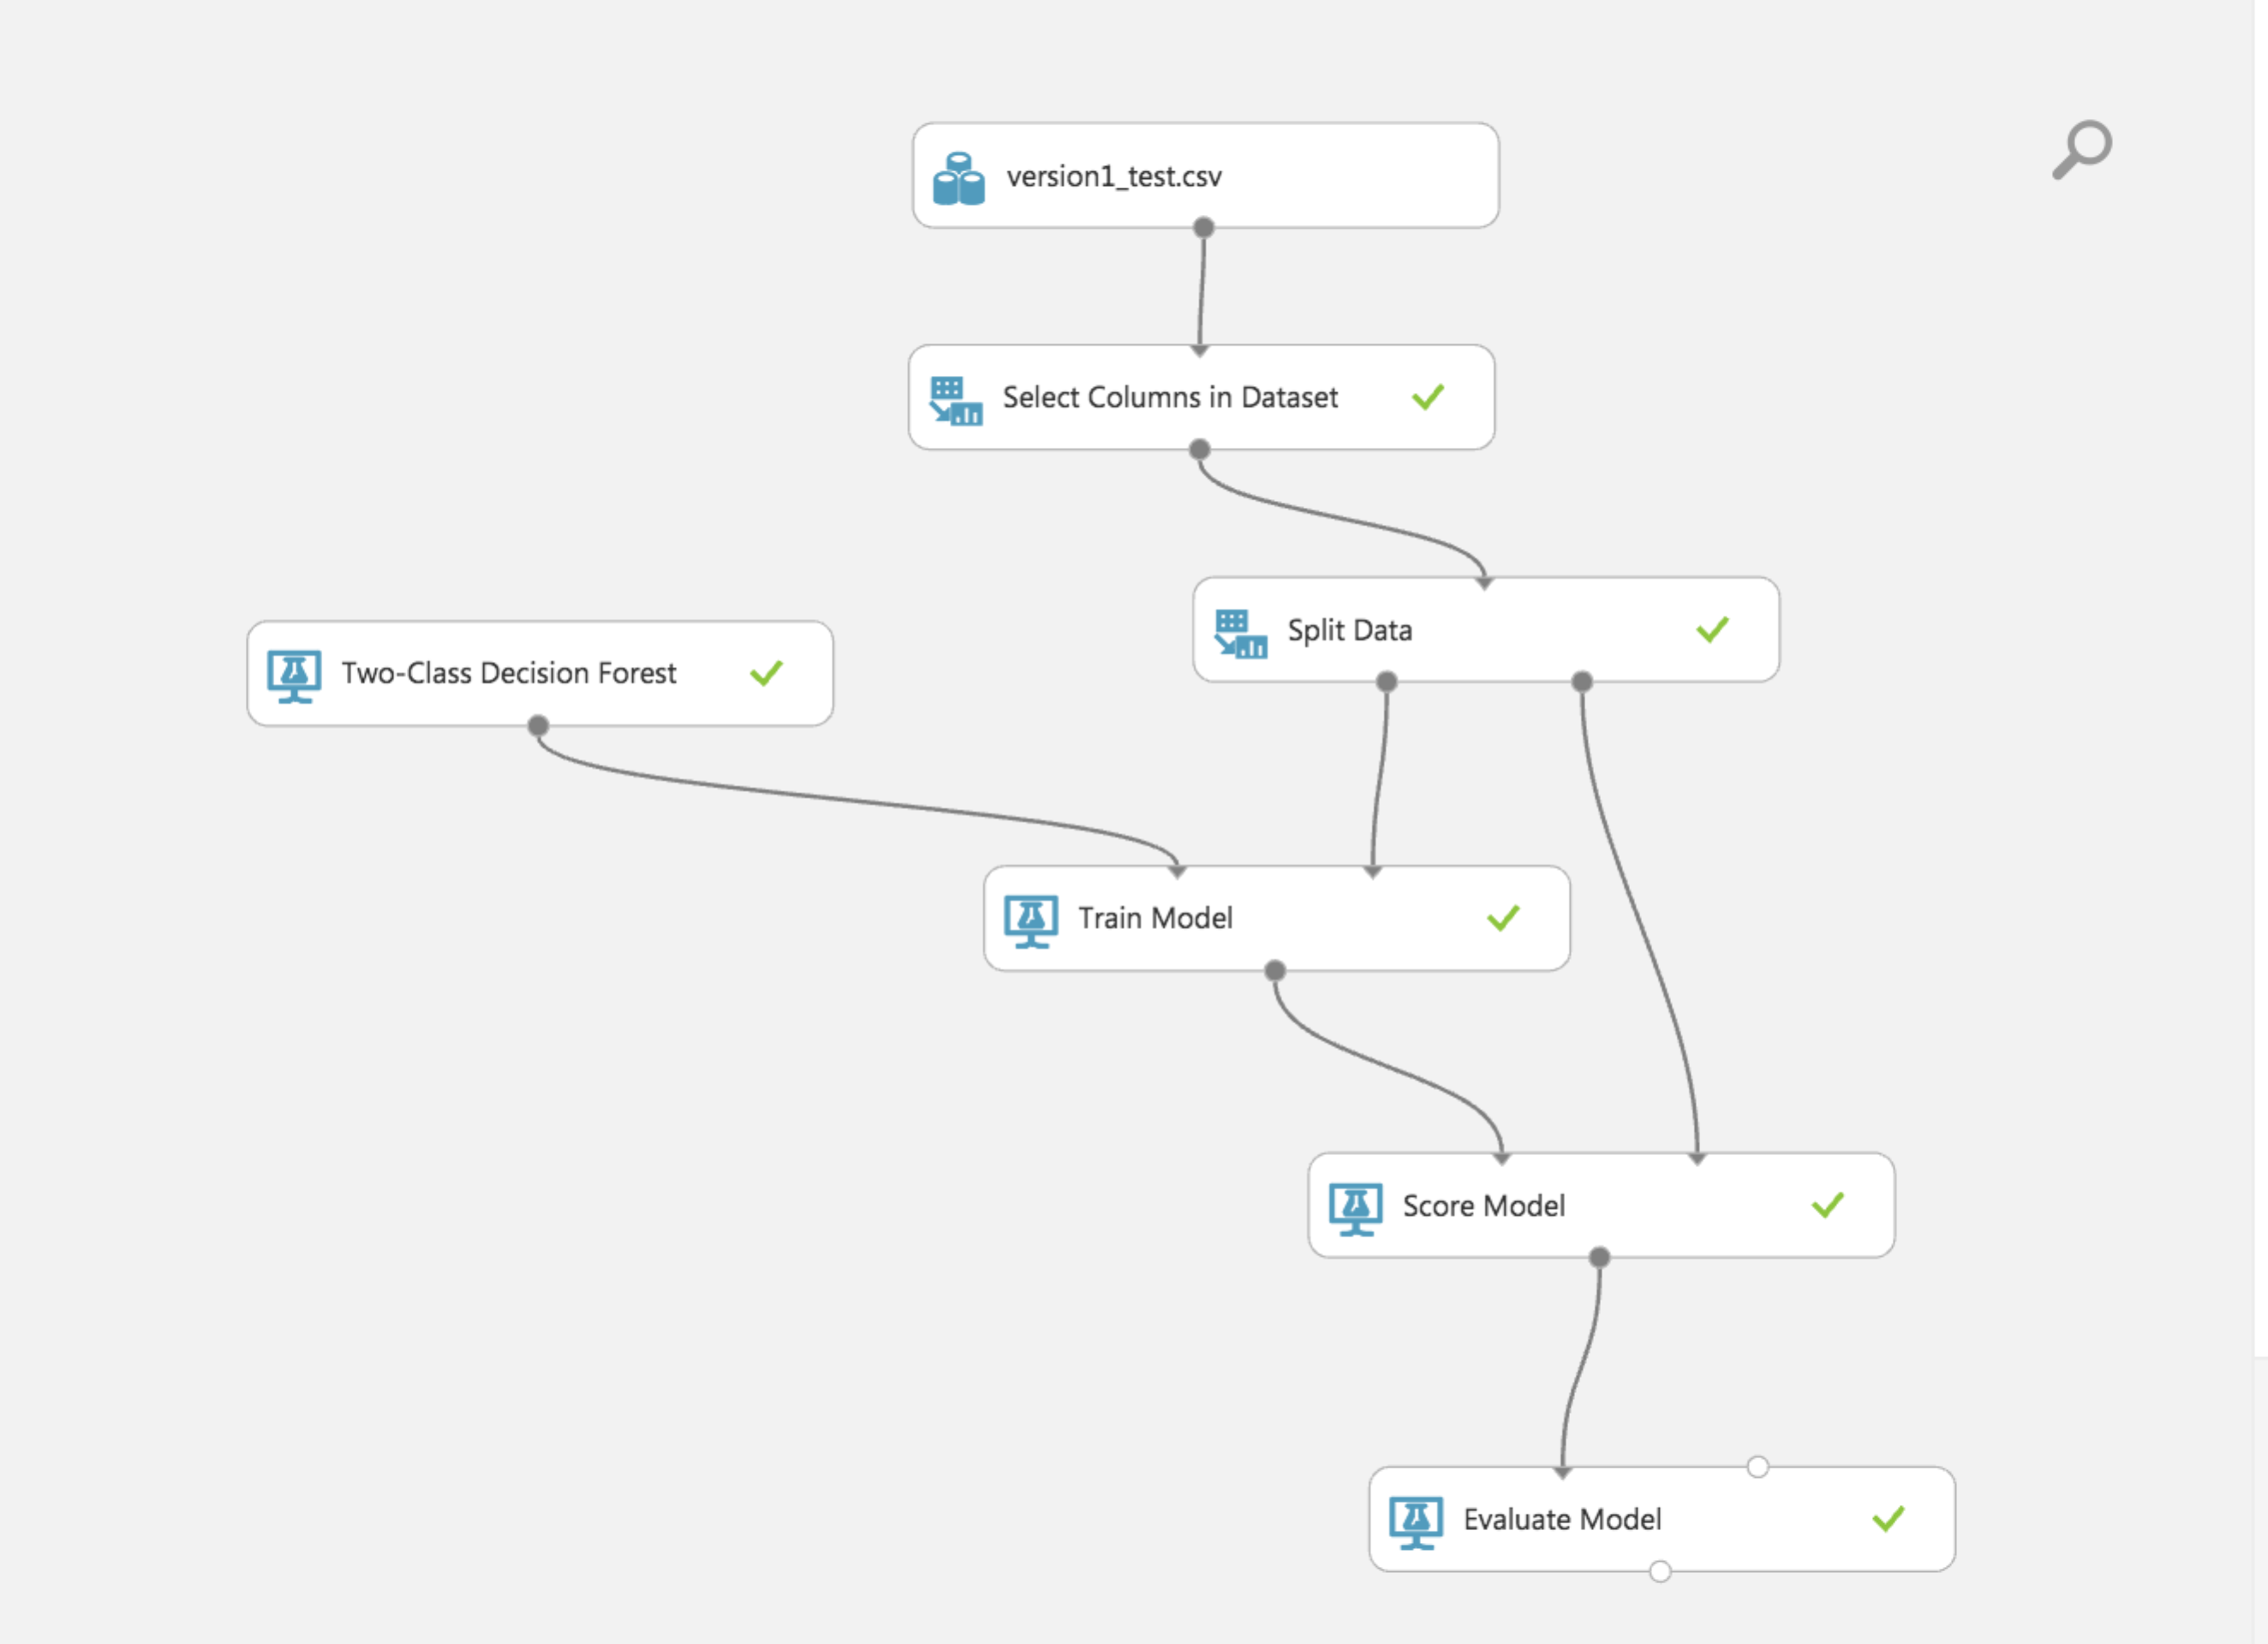 version1_test.csv
Select Columns in Dataset
Split Data
Two-Class Decision Forest
Train Model
Score Model
Evaluate Model